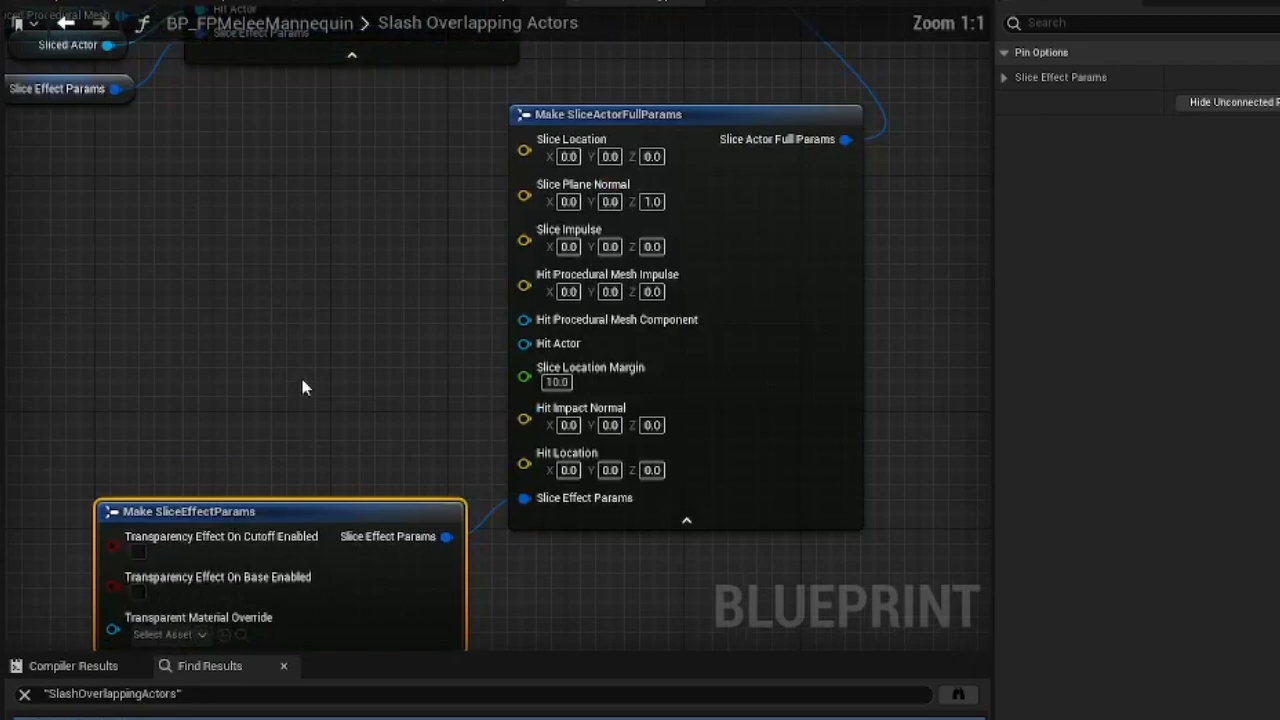 Hit Actor
BP_FPMeleeMannequin > Slash Overlapping Actors
Zoom 1:1
Slice Effect Params
Sliced Actor
Slice Effect Params
Make SliceActorFullParams
Slice Location
Slice Actor Full Params
X 0.0 Y 0.0 Z 0.0
Slice Plane Normal
X 0.0 Y 0.0 Z 1.0
Slice Impulse
X 0.0 Y 0.0 Z 0.0
Hit Procedural Mesh Impulse
X 0.0 Y 0.0 Z 0.0
Hit Procedural Mesh Component
Hit Actor
Slice Location Margin
10.0
Hit Impact Normal
X 0.0 Y 0.0 Z 0.0
Hit Location
X 0.0 Y 0.0 Z 0.0
Slice Effect Params
Make SliceEffectParams
Transparency Effect On Cutoff Enabled
Slice Effect Params
Transparency Effect On Base Enabled
Transparent Material Override
Select Asset
BLUEPRINT
Compiler Results
Find Results
"SlashOverlappingActors"
Search
Pin Options
Slice Effect Params
Hide Unconnected